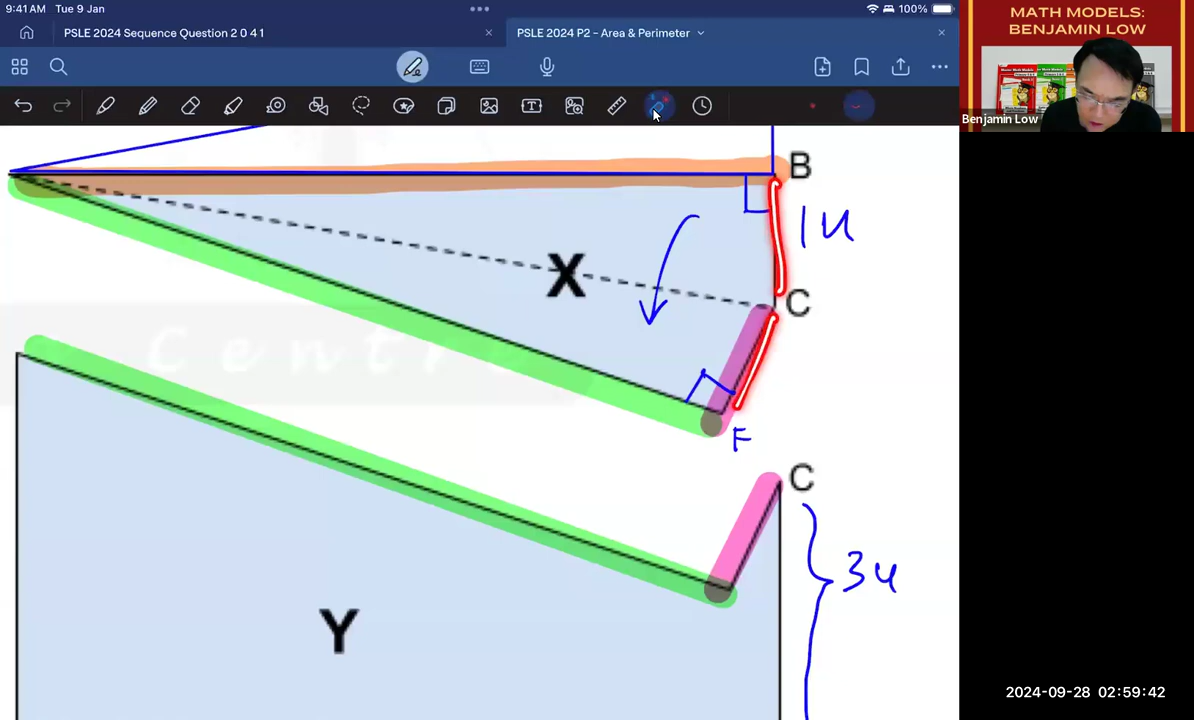 9:41 AM Tue 9 Jan
100%
PSLE 2024 Sequence Question 2 0 4 1
PSLE 2024 P2 - Area & Perimeter
MATH MODELS:
BENJAMIN LOW
Benjamin Low
B
1u
X
C
F
C
3u
Y
Centr
2024-09-28 02:59:42